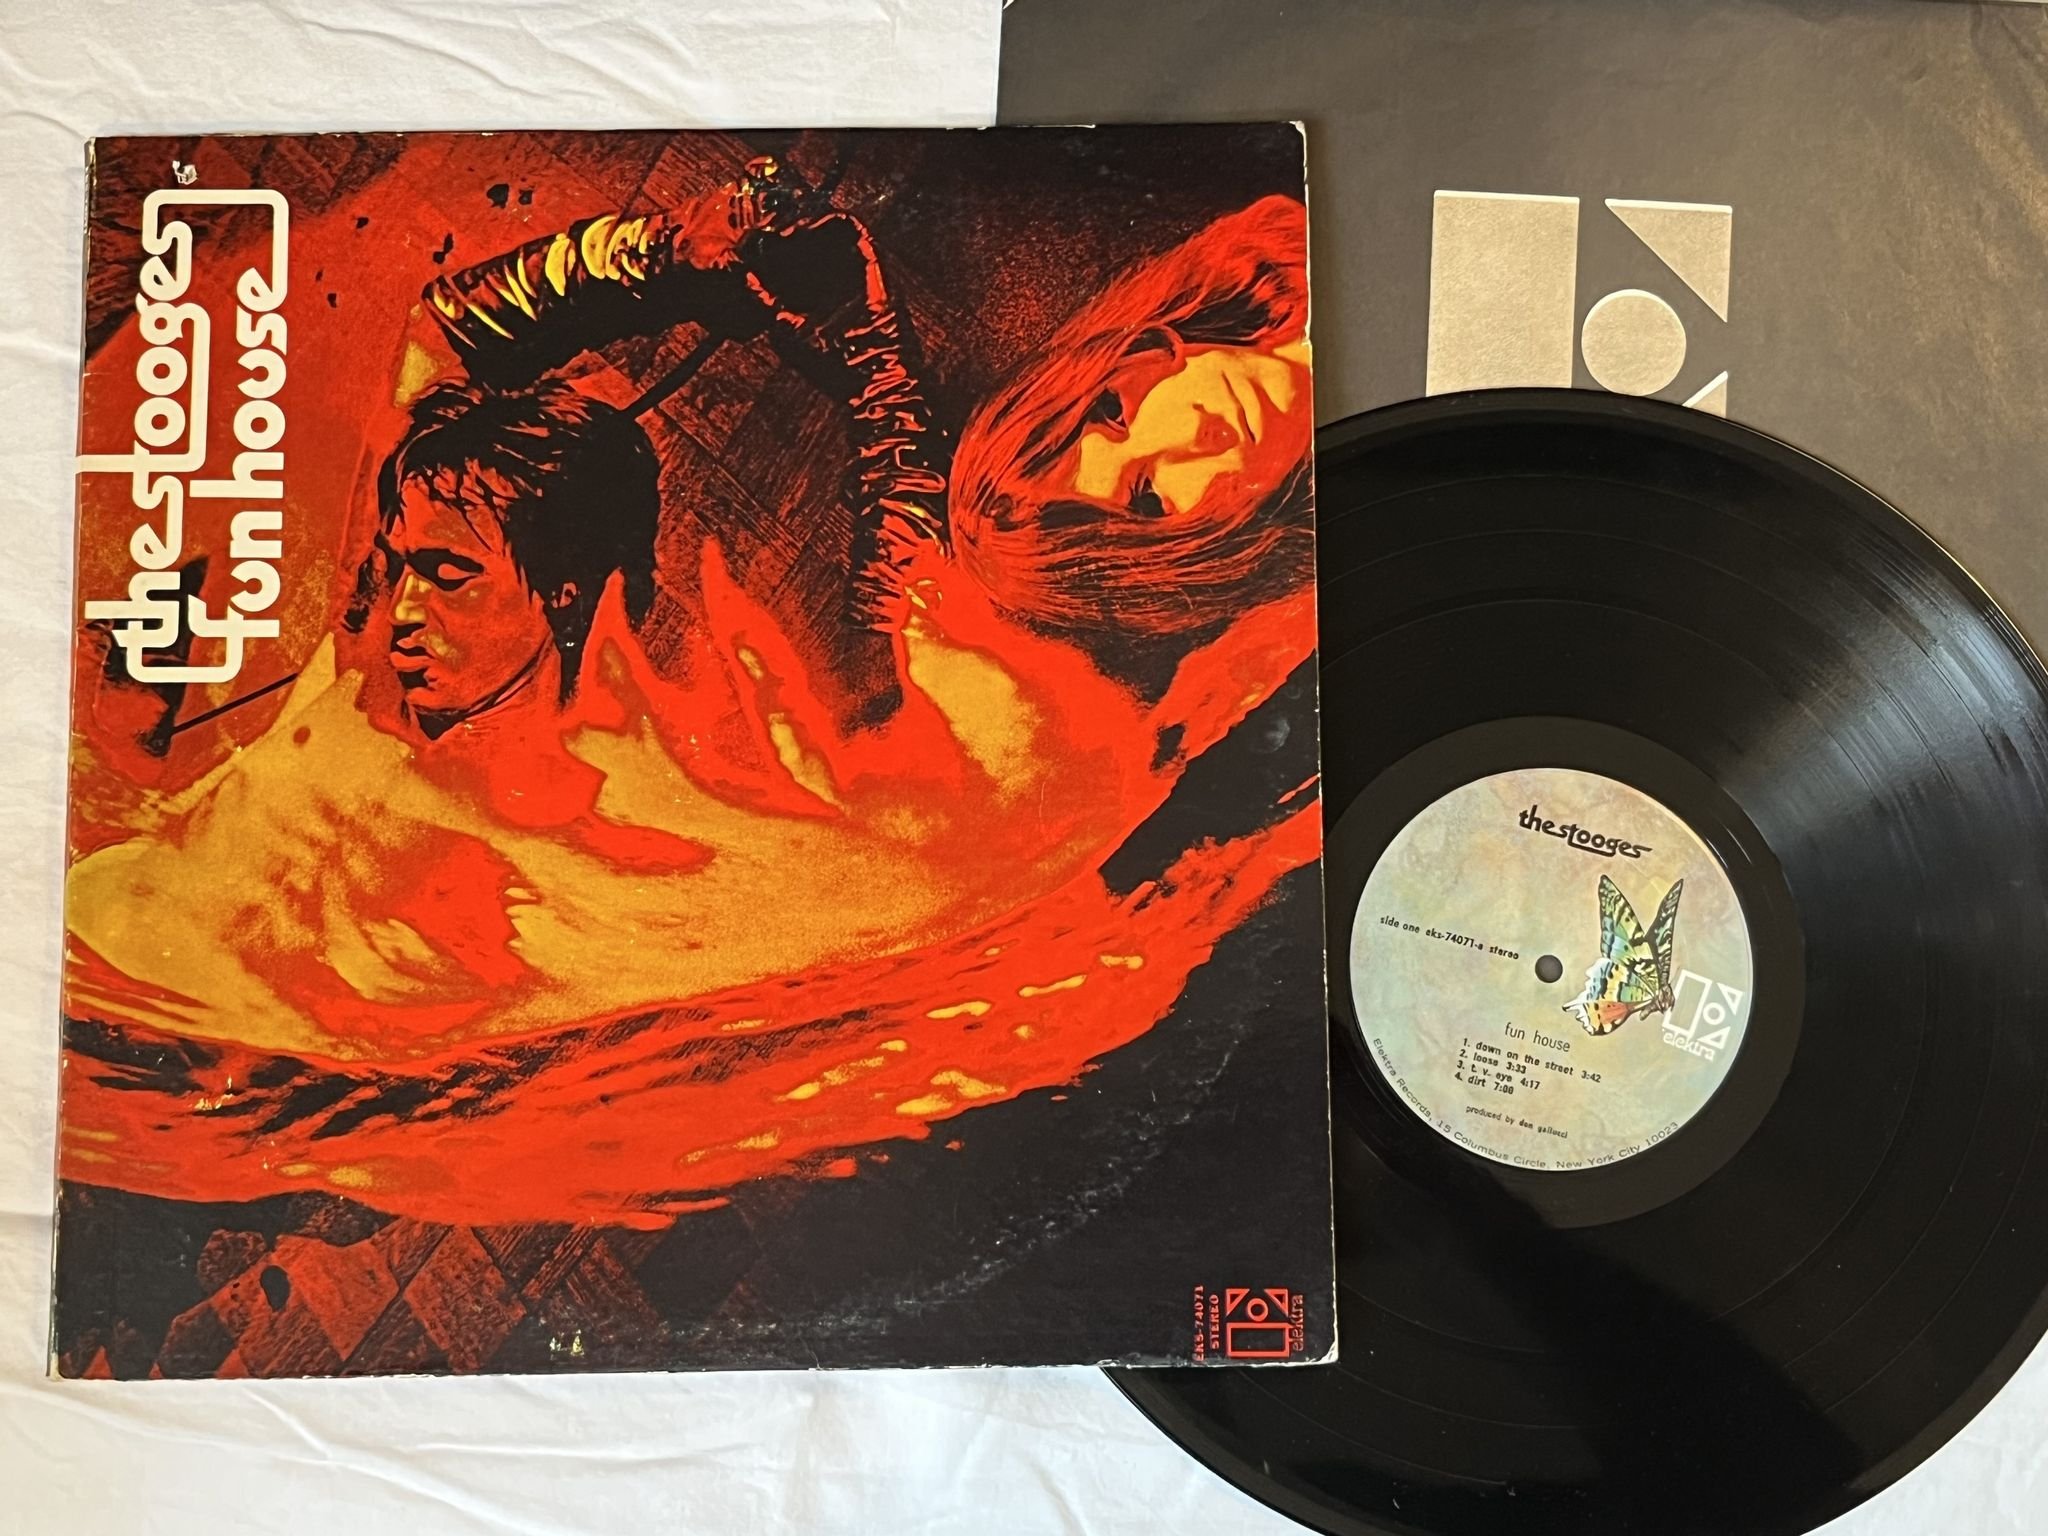 the stooges
fun house
EKS-74071
STEREO
elektra
the stooges
side one eks-74071-a stereo
elektra
fun house
1. down on the street 3:42
2. loose 3:33
3. t. v. eye 4:17
4. dirt 7:00
produced by don gallucci
Elektra Records, 15 Columbus Circle, New York City 10023